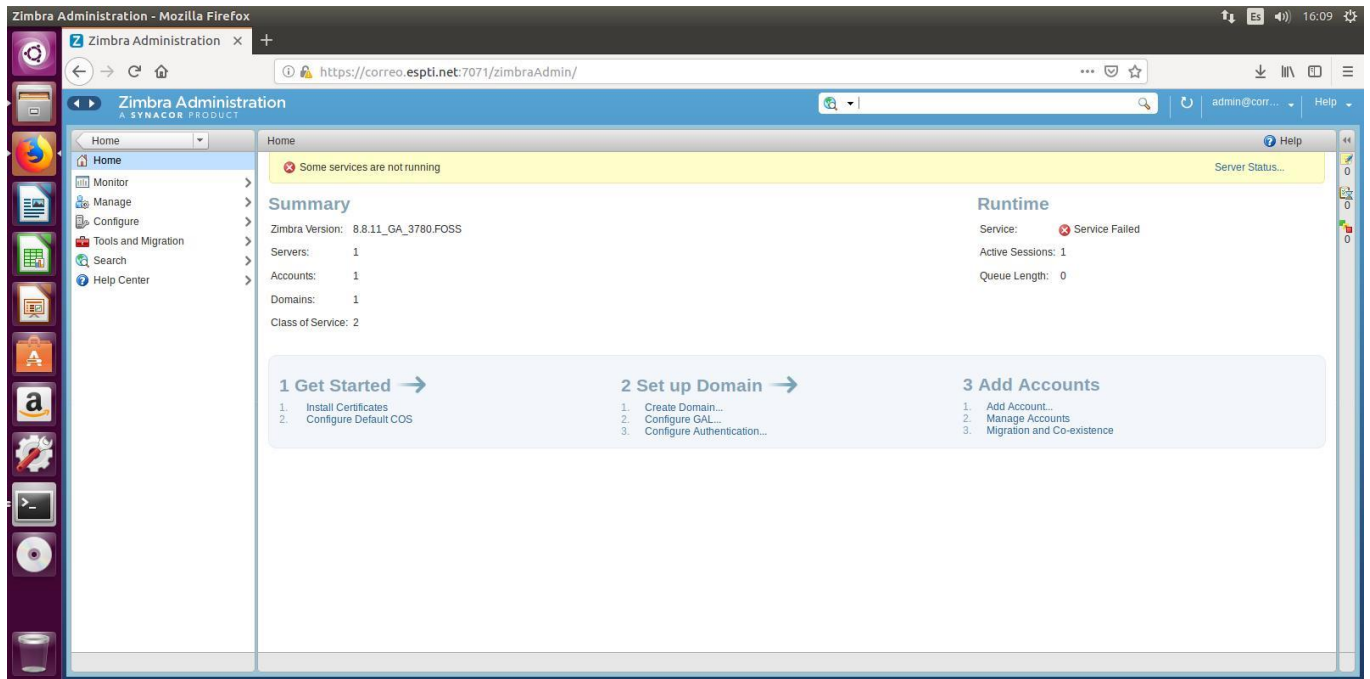 Zimbra Administration - Mozilla Firefox
Es 16:09
Zimbra Administration
https://correo.espti.net:7071/zimbraAdmin/
Zimbra Administration
A SYNACOR PRODUCT
admin@corr... Help
Home
Home
Monitor
Manage
Configure
Tools and Migration
Search
Help Center
Home Help
Some services are not running Server Status...
Summary
Zimbra Version: 8.8.11_GA_3780.FOSS
Servers: 1
Accounts: 1
Domains: 1
Class of Service: 2
Runtime
Service: Service Failed
Active Sessions: 1
Queue Length: 0
1 Get Started
1. Install Certificates
2. Configure Default COS
2 Set up Domain
1. Create Domain...
2. Configure GAL...
3. Configure Authentication...
3 Add Accounts
1. Add Account...
2. Manage Accounts
3. Migration and Co-existence
0
0
0